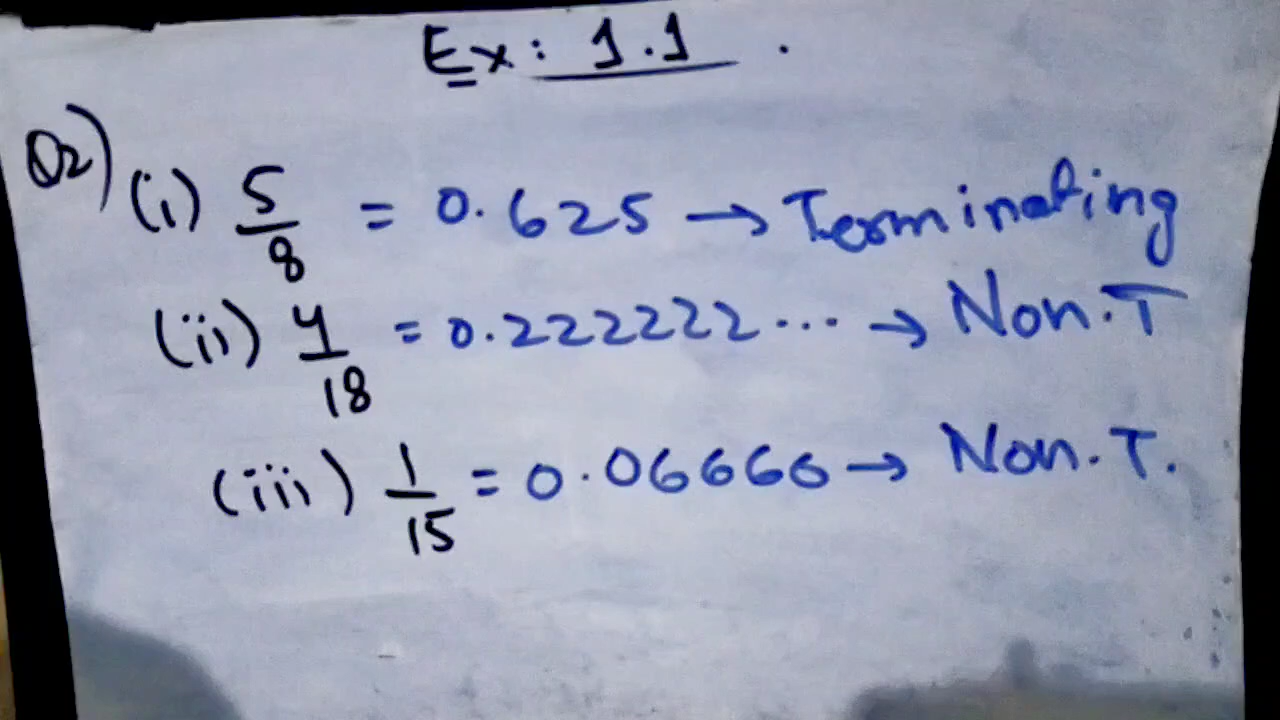 Ex: 1.1 .
Q2) (i) 5/8 = 0.625 → Terminating
(ii) 4/18 = 0.222222... → Non.T
(iii) 1/15 = 0.06666 → Non.T.